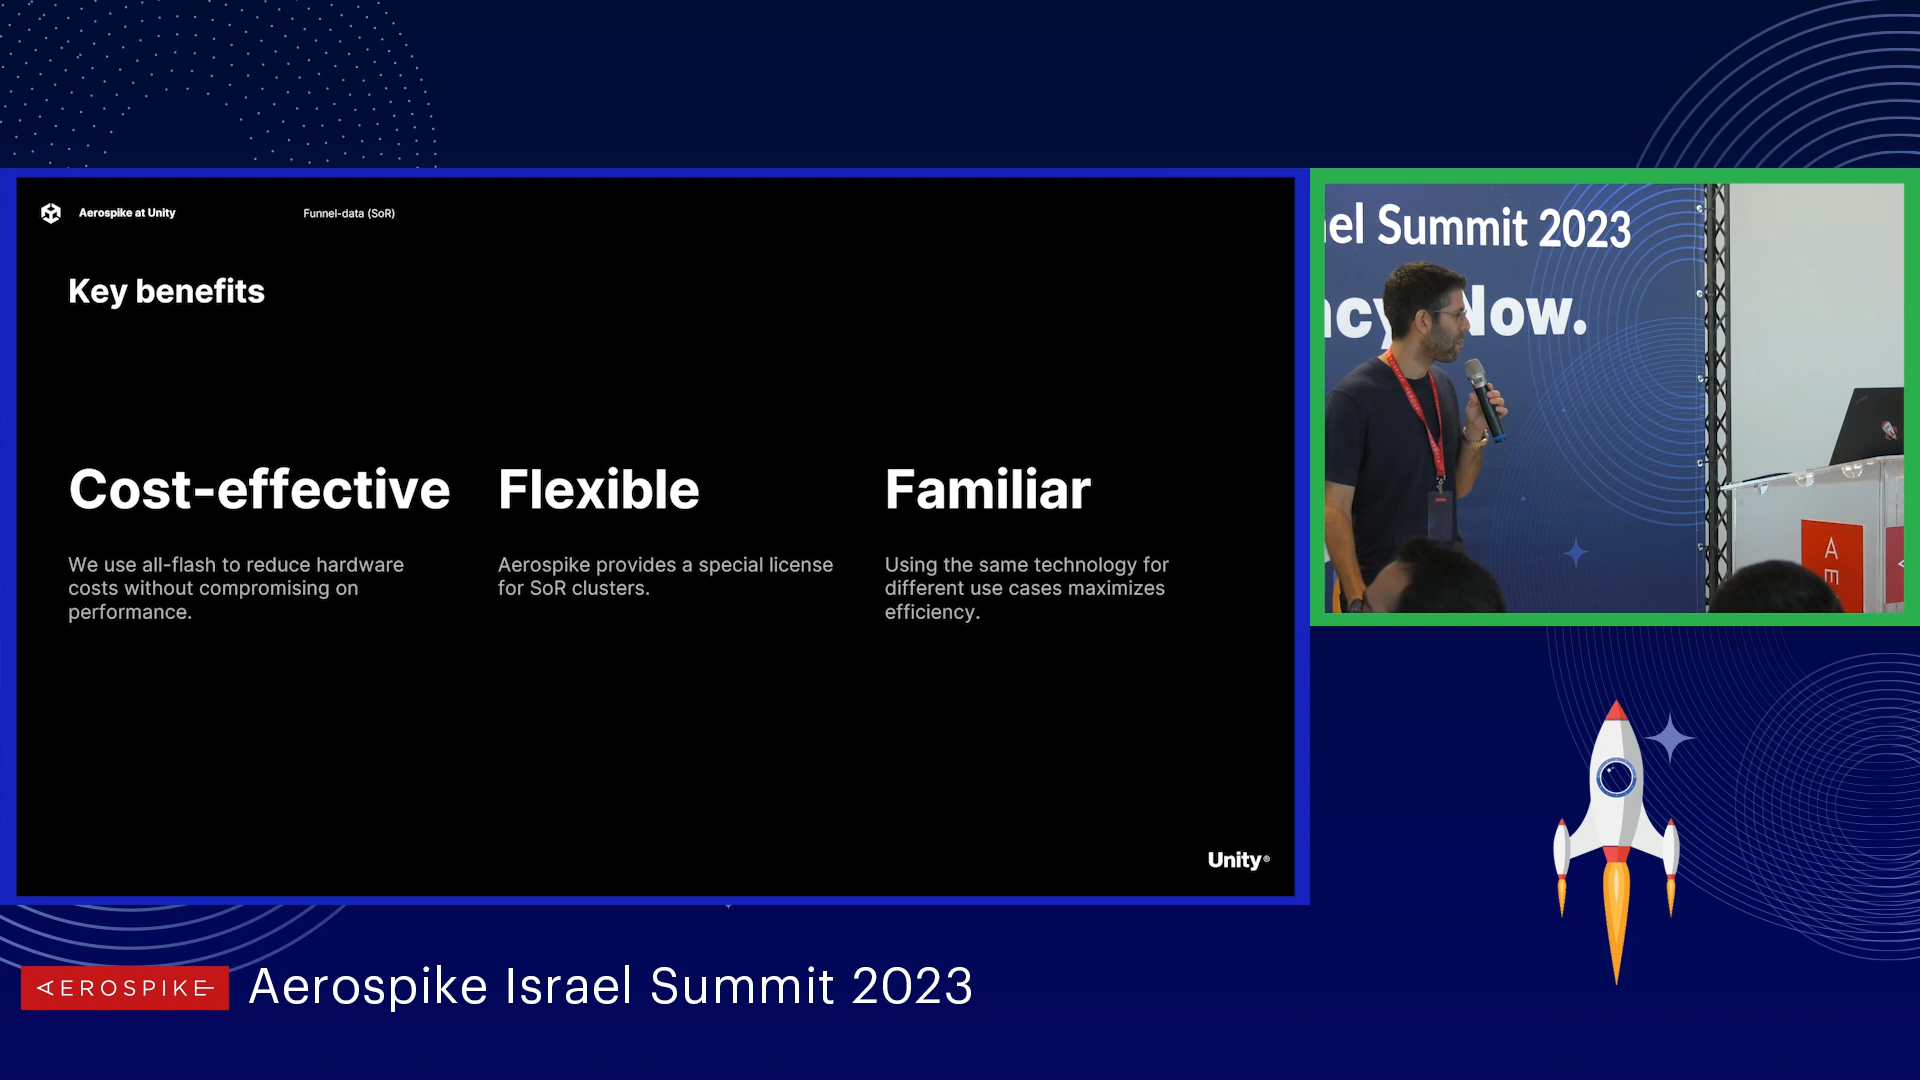 Aerospike at Unity
Funnel-data (SoR)
Key benefits
Cost-effective
We use all-flash to reduce hardware
costs without compromising on
performance.
Flexible
Aerospike provides a special license
for SoR clusters.
Familiar
Using the same technology for
different use cases maximizes
efficiency.
Unity®
el Summit 2023
Now.
AEROSPIKE
Aerospike Israel Summit 2023